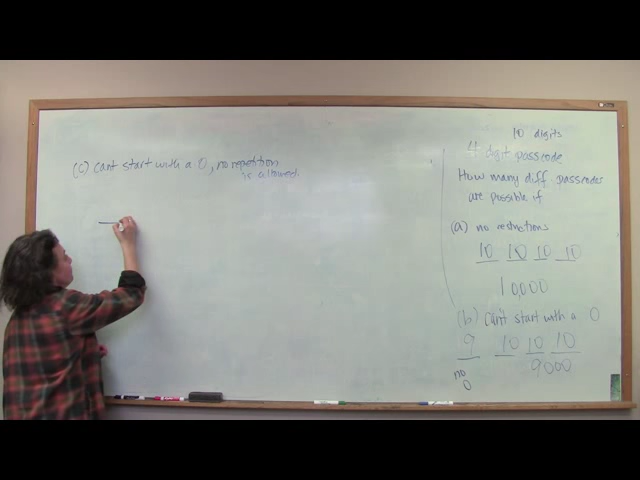 (c) can't start with a 0, no repetition
is allowed.
10 digits
4 digit passcode
How many diff. passcodes
are possible if
(a) no restrictions
10 10 10 10
10,000
(b) Can't start with a 0
9 10 10 10
no
0
9000